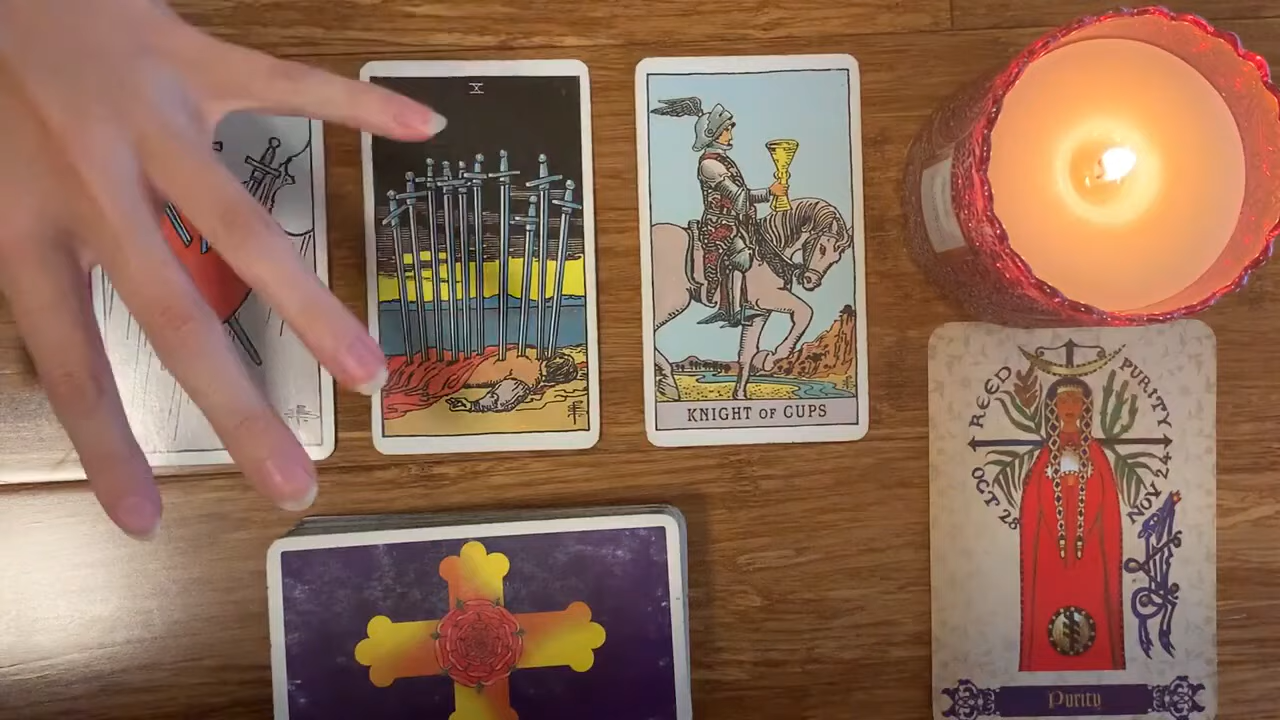 X
KNIGHT OF CUPS
REED
PURITY
OCT 28
NOV 24
Purity